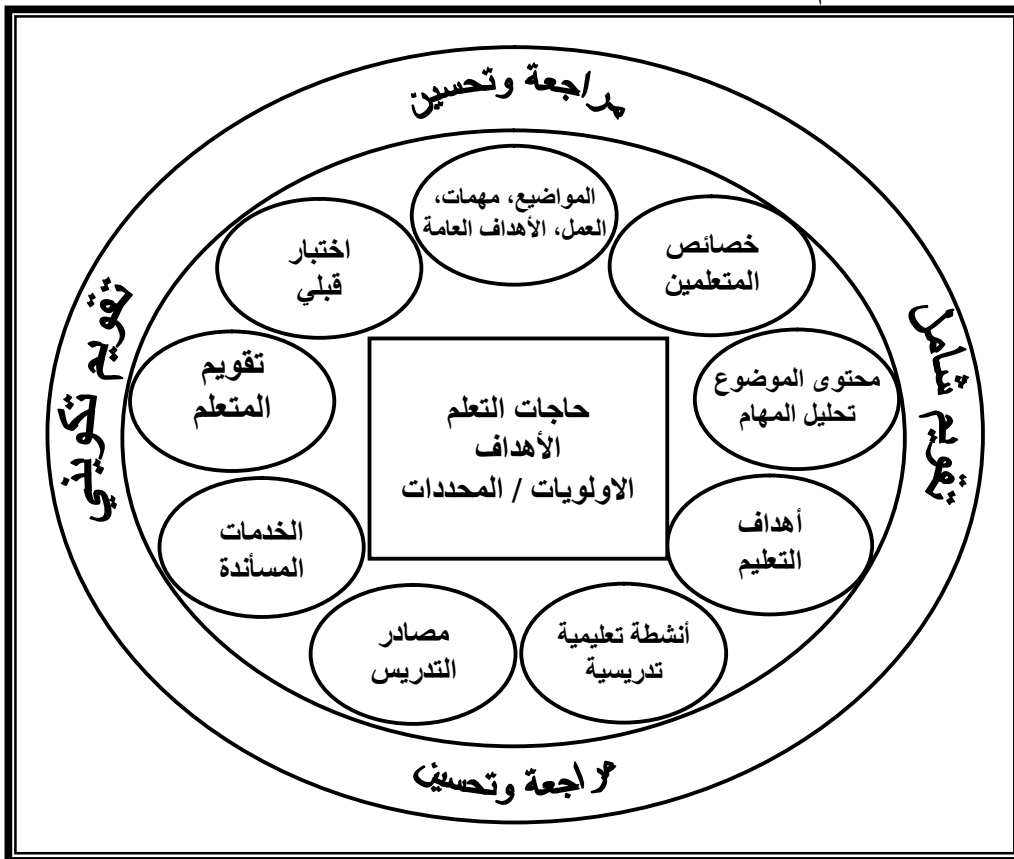 مراجعة وتحسين
المواضيع، مهمات،
العمل، الأهداف العامة
خصائص
المتعلمين
محتوى الموضوع
تحليل المهام
أهداف
التعليم
أنشطة تعليمية
تدريسية
مصادر
التدريس
الخدمات
المسأندة
تقويم
المتعلم
اختبار
قبلي
حاجات التعلم
الأهداف
الاولويات / المحددات
تقويم شامل
مراجعة وتحسين
تقويم تكويني